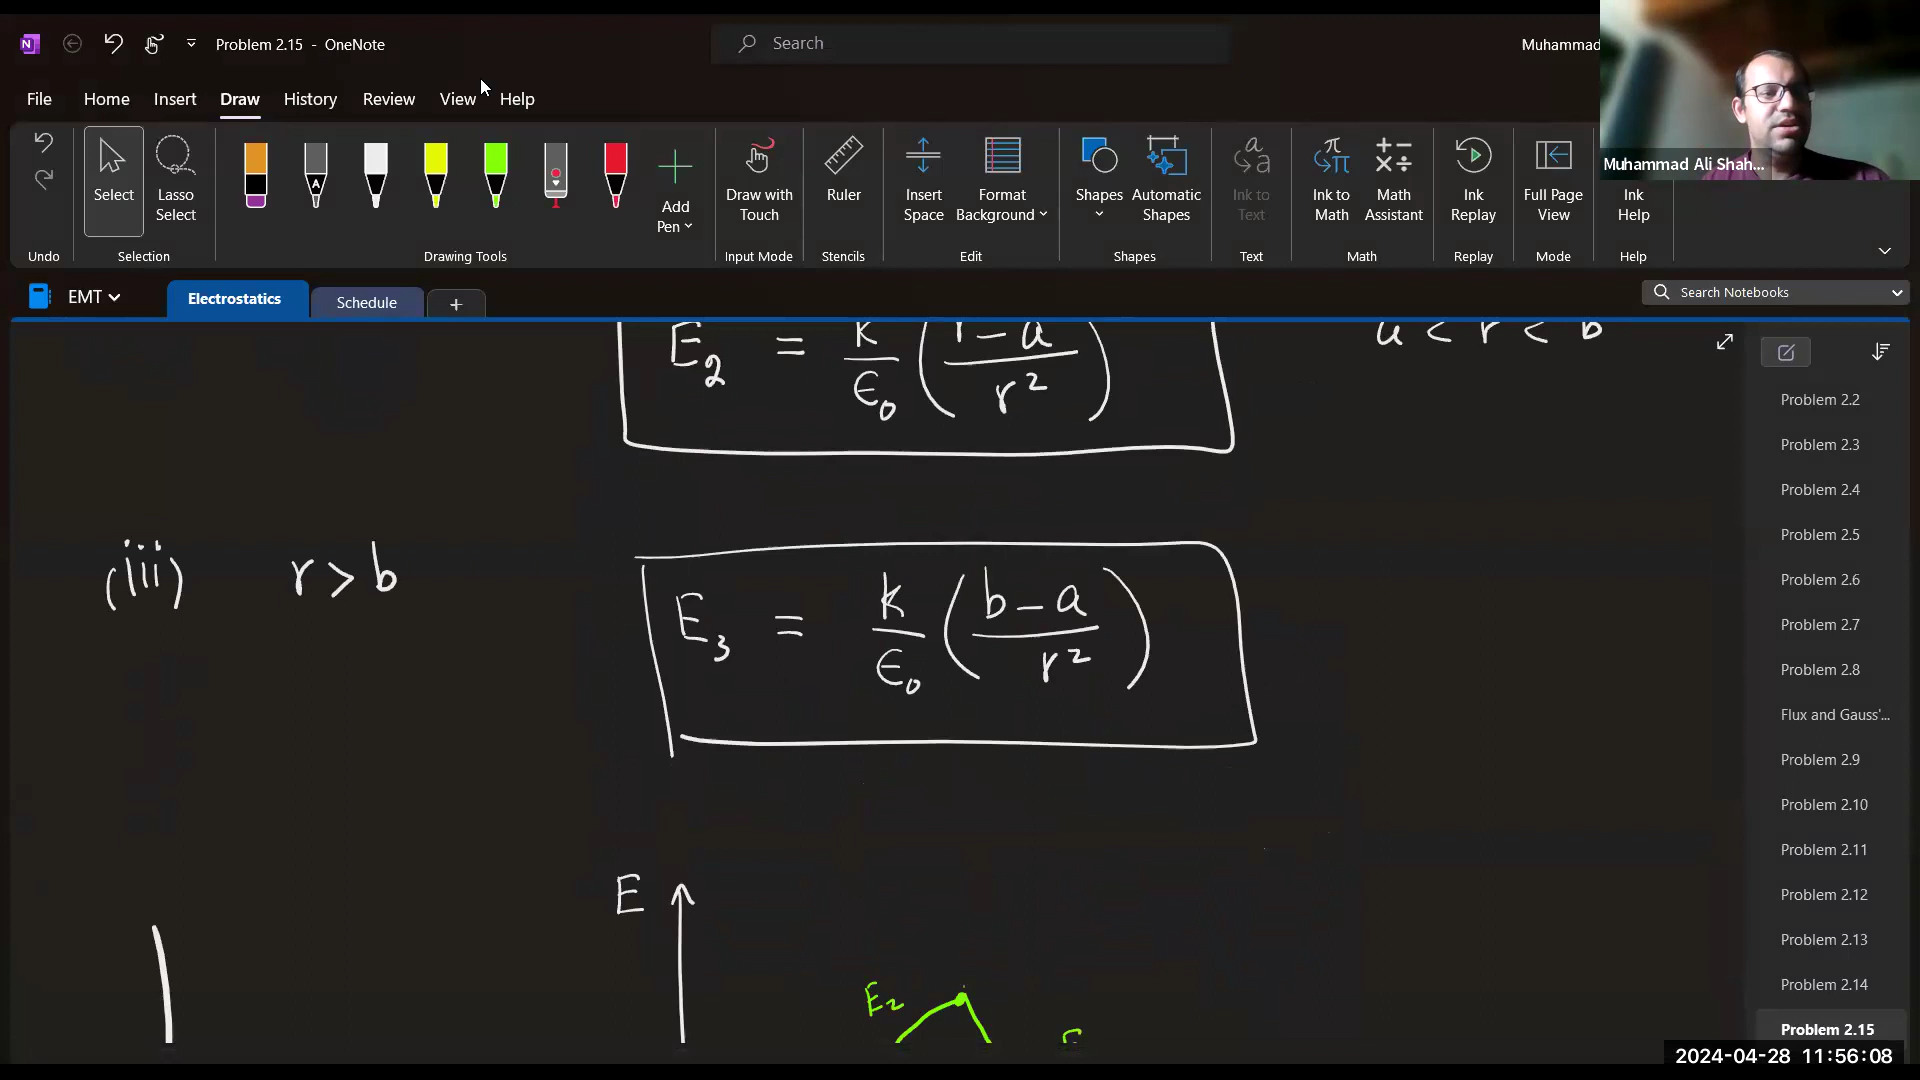 Problem 2.15 - OneNote
Search
Muhammad
File Home Insert Draw History Review View Help
Muhammad Ali Shah...
Select
Lasso Select
Add Pen
Draw with Touch
Ruler
Insert Space
Format Background
Shapes
Automatic Shapes
Ink to Text
Ink to Math
Math Assistant
Ink Replay
Full Page View
Ink Help
Undo Selection Drawing Tools Input Mode Stencils Edit Shapes Text Math Replay Mode Help
EMT Electrostatics Schedule + Search Notebooks
E₂ = k/ϵ₀ ( r - a / r² ) a < r < b
(iii) r > b E₃ = k/ϵ₀ ( b - a / r² )
E
E₂
Problem 2.2
Problem 2.3
Problem 2.4
Problem 2.5
Problem 2.6
Problem 2.7
Problem 2.8
Flux and Gauss'...
Problem 2.9
Problem 2.10
Problem 2.11
Problem 2.12
Problem 2.13
Problem 2.14
Problem 2.15
2024-04-28 11:56:08